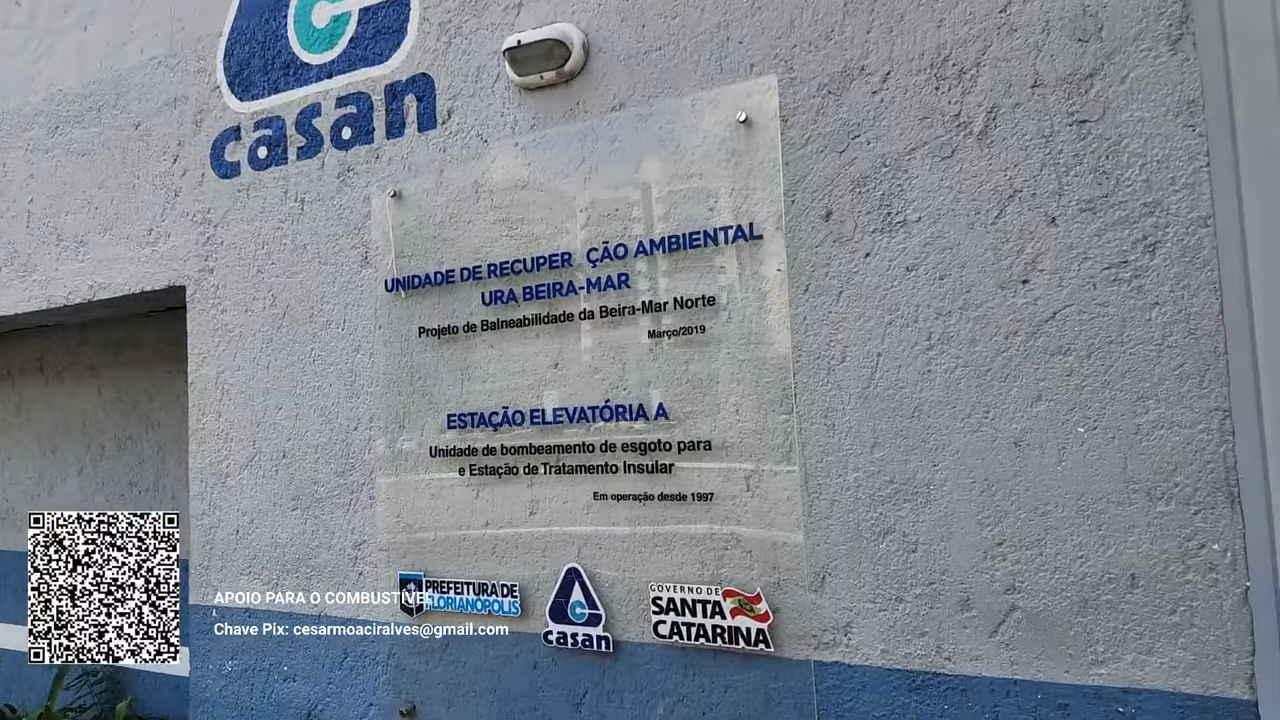 casan
UNIDADE DE RECUPER ÇÃO AMBIENTAL
URA BEIRA-MAR
Projeto de Balneabilidade da Beira-Mar Norte
Março/2019
ESTAÇÃO ELEVATÓRIA A
Unidade de bombeamento de esgoto para
e Estação de Tratamento Insular
Em operação desde 1997
PREFEITURA DE
FLORIANÓPOLIS
casan
GOVERNO DE
SANTA
CATARINA
APOIO PARA O COMBUSTÍVEL
Chave Pix: cesarmoaciralves@gmail.com